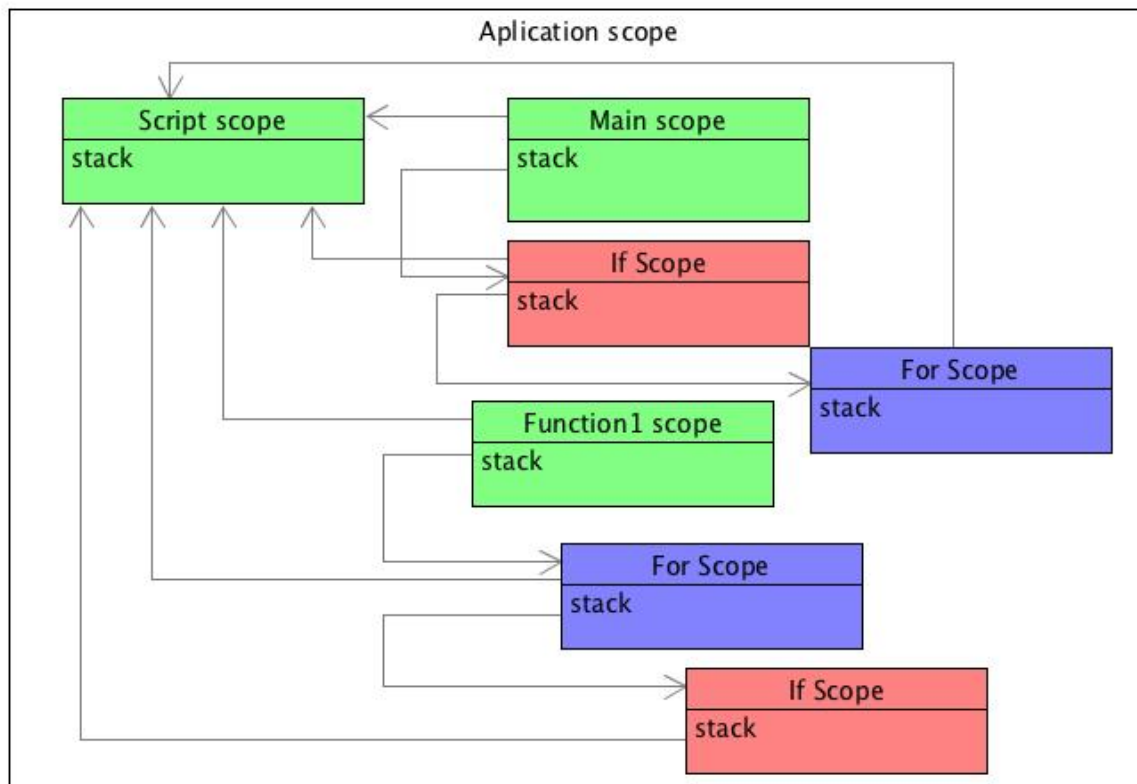 Aplication scope
Script scope
stack
Main scope
stack
If Scope
stack
For Scope
stack
Function1 scope
stack
For Scope
stack
If Scope
stack